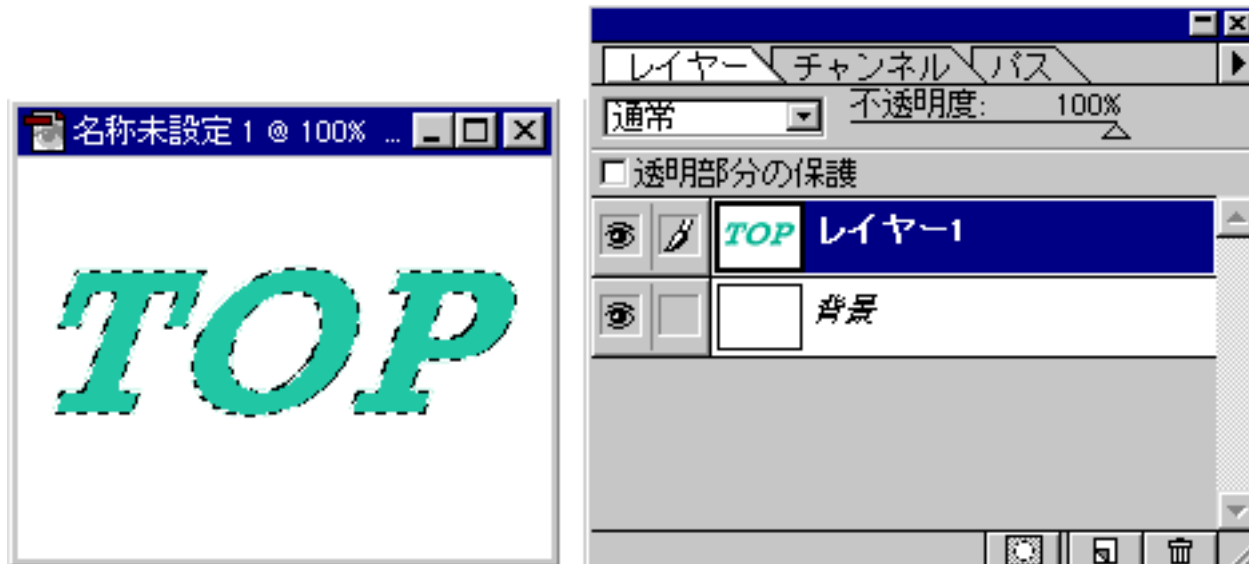 名称未設定 1 @ 100% ...
TOP
レイヤー チャンネル パス
通常 不透明度: 100%
透明部分の保護
TOP レイヤー1
背景